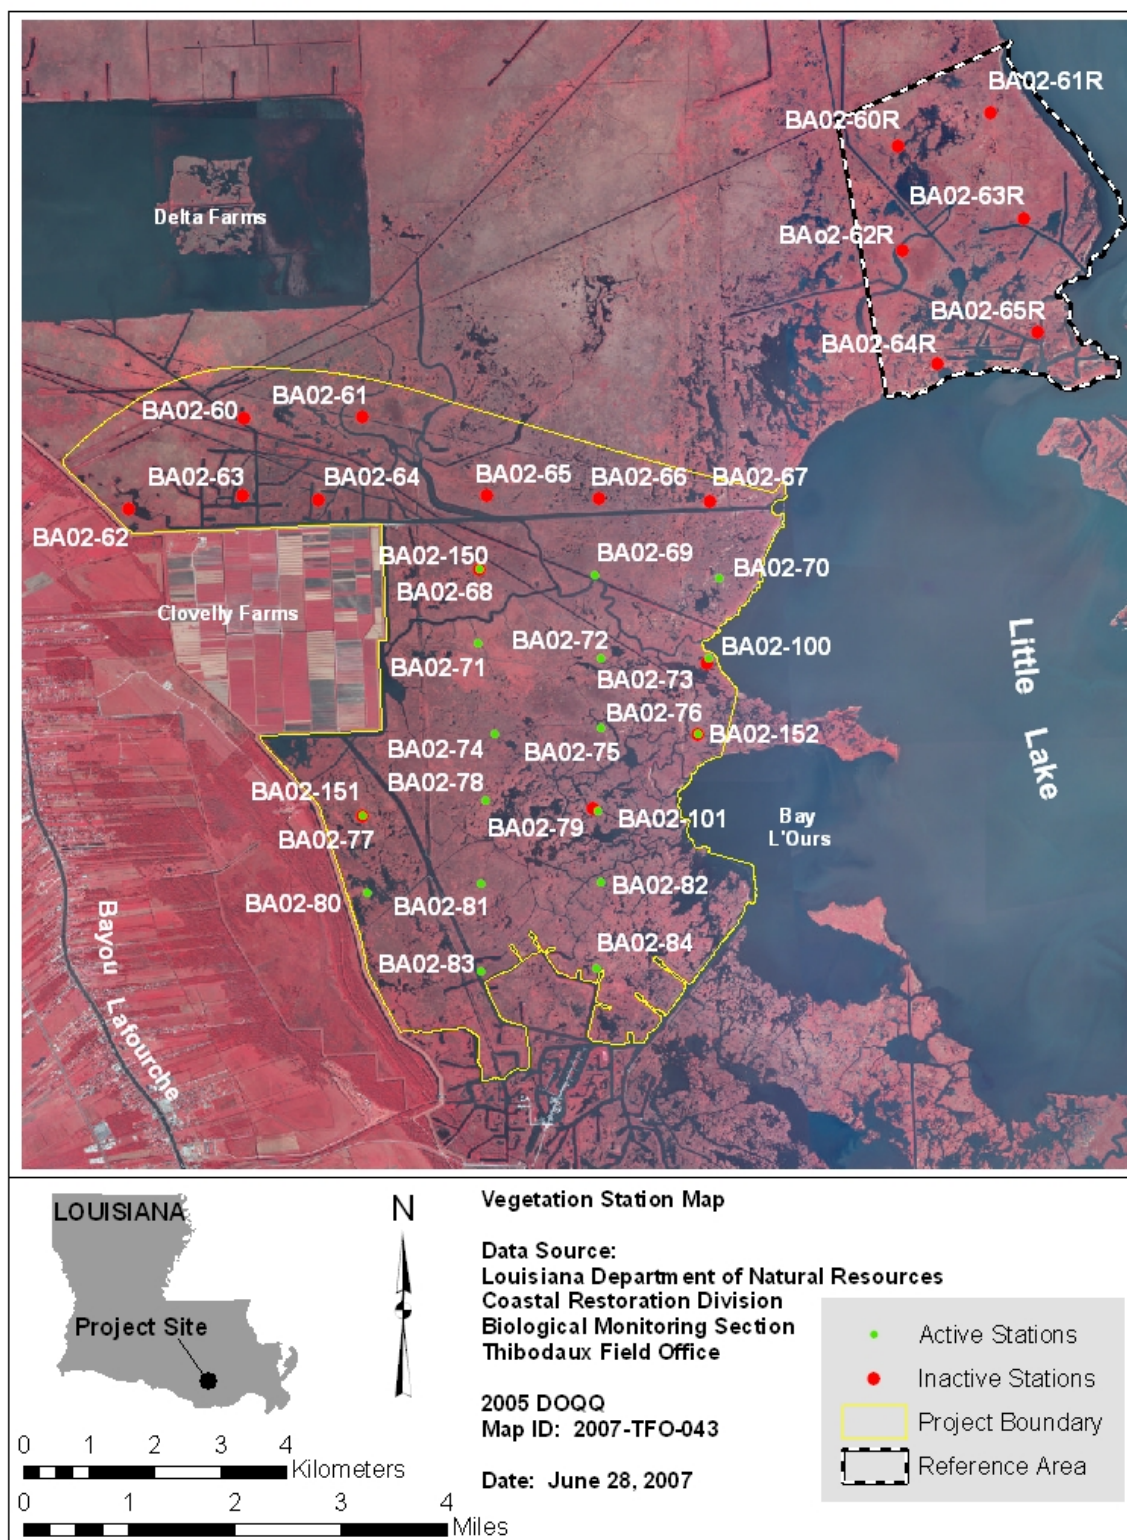 BA02-61R
BA02-60R
BA02-63R
BAo2-62R
BA02-65R
BA02-64R
Delta Farms
BA02-60
BA02-61
BA02-63
BA02-64
BA02-65
BA02-66
BA02-67
BA02-62
BA02-150
BA02-68
BA02-69
BA02-70
Clovelly Farms
BA02-71
BA02-72
BA02-73
BA02-100
BA02-74
BA02-75
BA02-76
BA02-152
BA02-78
BA02-151
BA02-77
BA02-79
BA02-101
Bay
L'Ours
Little Lake
BA02-80
BA02-81
BA02-82
BA02-83
BA02-84
Bayou Lafourche
LOUISIANA
Project Site
N
0 1 2 3 4
Kilometers
0 1 2 3 4
Miles
Vegetation Station Map
Data Source:
Louisiana Department of Natural Resources
Coastal Restoration Division
Biological Monitoring Section
Thibodaux Field Office
2005 DOQQ
Map ID: 2007-TFO-043
Date: June 28, 2007
Active Stations
Inactive Stations
Project Boundary
Reference Area